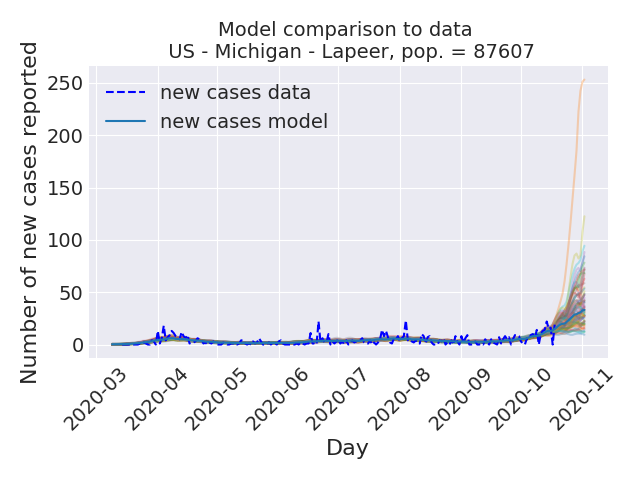 Model comparison to data
US - Michigan - Lapeer, pop. = 87607
Number of new cases reported
250
200
150
100
50
0
new cases data
new cases model
2020-03
2020-04
2020-05
2020-06
2020-07
2020-08
2020-09
2020-10
2020-11
Day